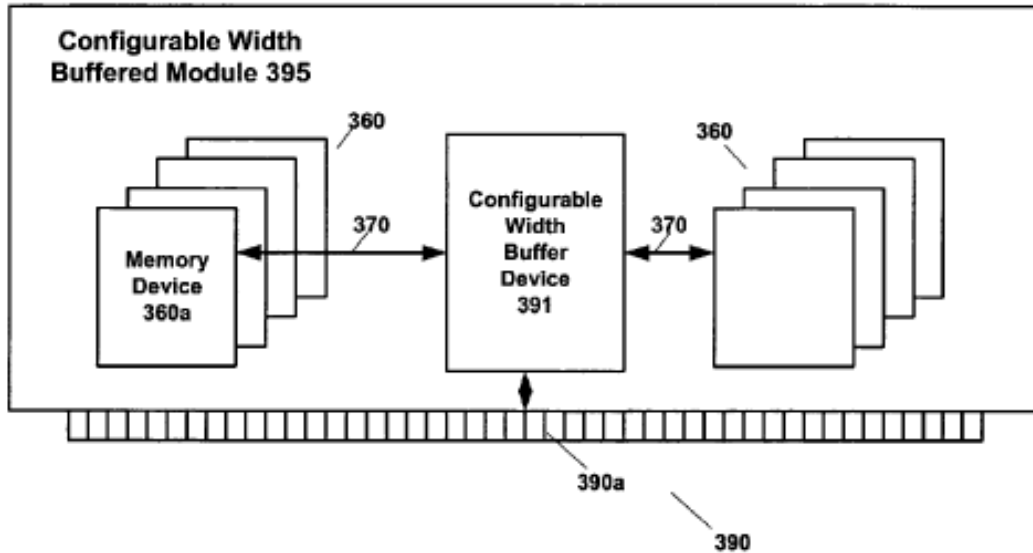 Configurable Width
Buffered Module 395
360
360
Configurable
Width
Buffer
Device
391
370
370
Memory
Device
360a
390a
390